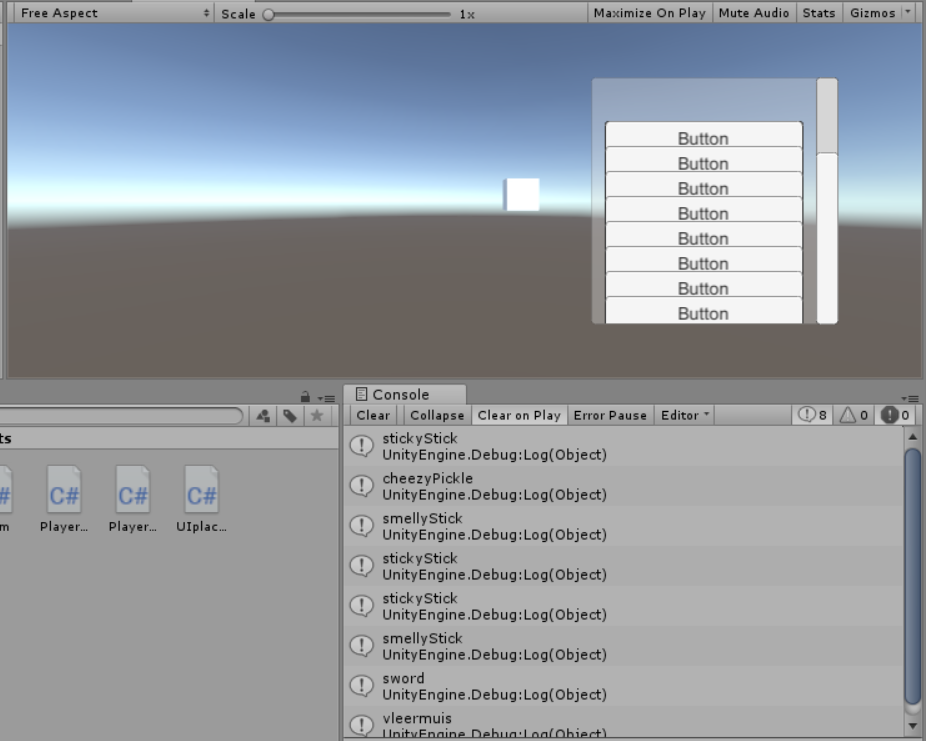 Free Aspect Scale 1x Maximize On Play Mute Audio Stats Gizmos
Button
Button
Button
Button
Button
Button
Button
Button
Console
Clear Collapse Clear on Play Error Pause Editor 8 0 0
ts
stickyStick
UnityEngine.Debug:Log(Object)
cheezyPickle
UnityEngine.Debug:Log(Object)
smellyStick
UnityEngine.Debug:Log(Object)
stickyStick
UnityEngine.Debug:Log(Object)
stickyStick
UnityEngine.Debug:Log(Object)
smellyStick
UnityEngine.Debug:Log(Object)
sword
UnityEngine.Debug:Log(Object)
vleermuis
UnityEngine.Debug:Log(Object)
# C# C# C#
m Player... Player... UIplac...